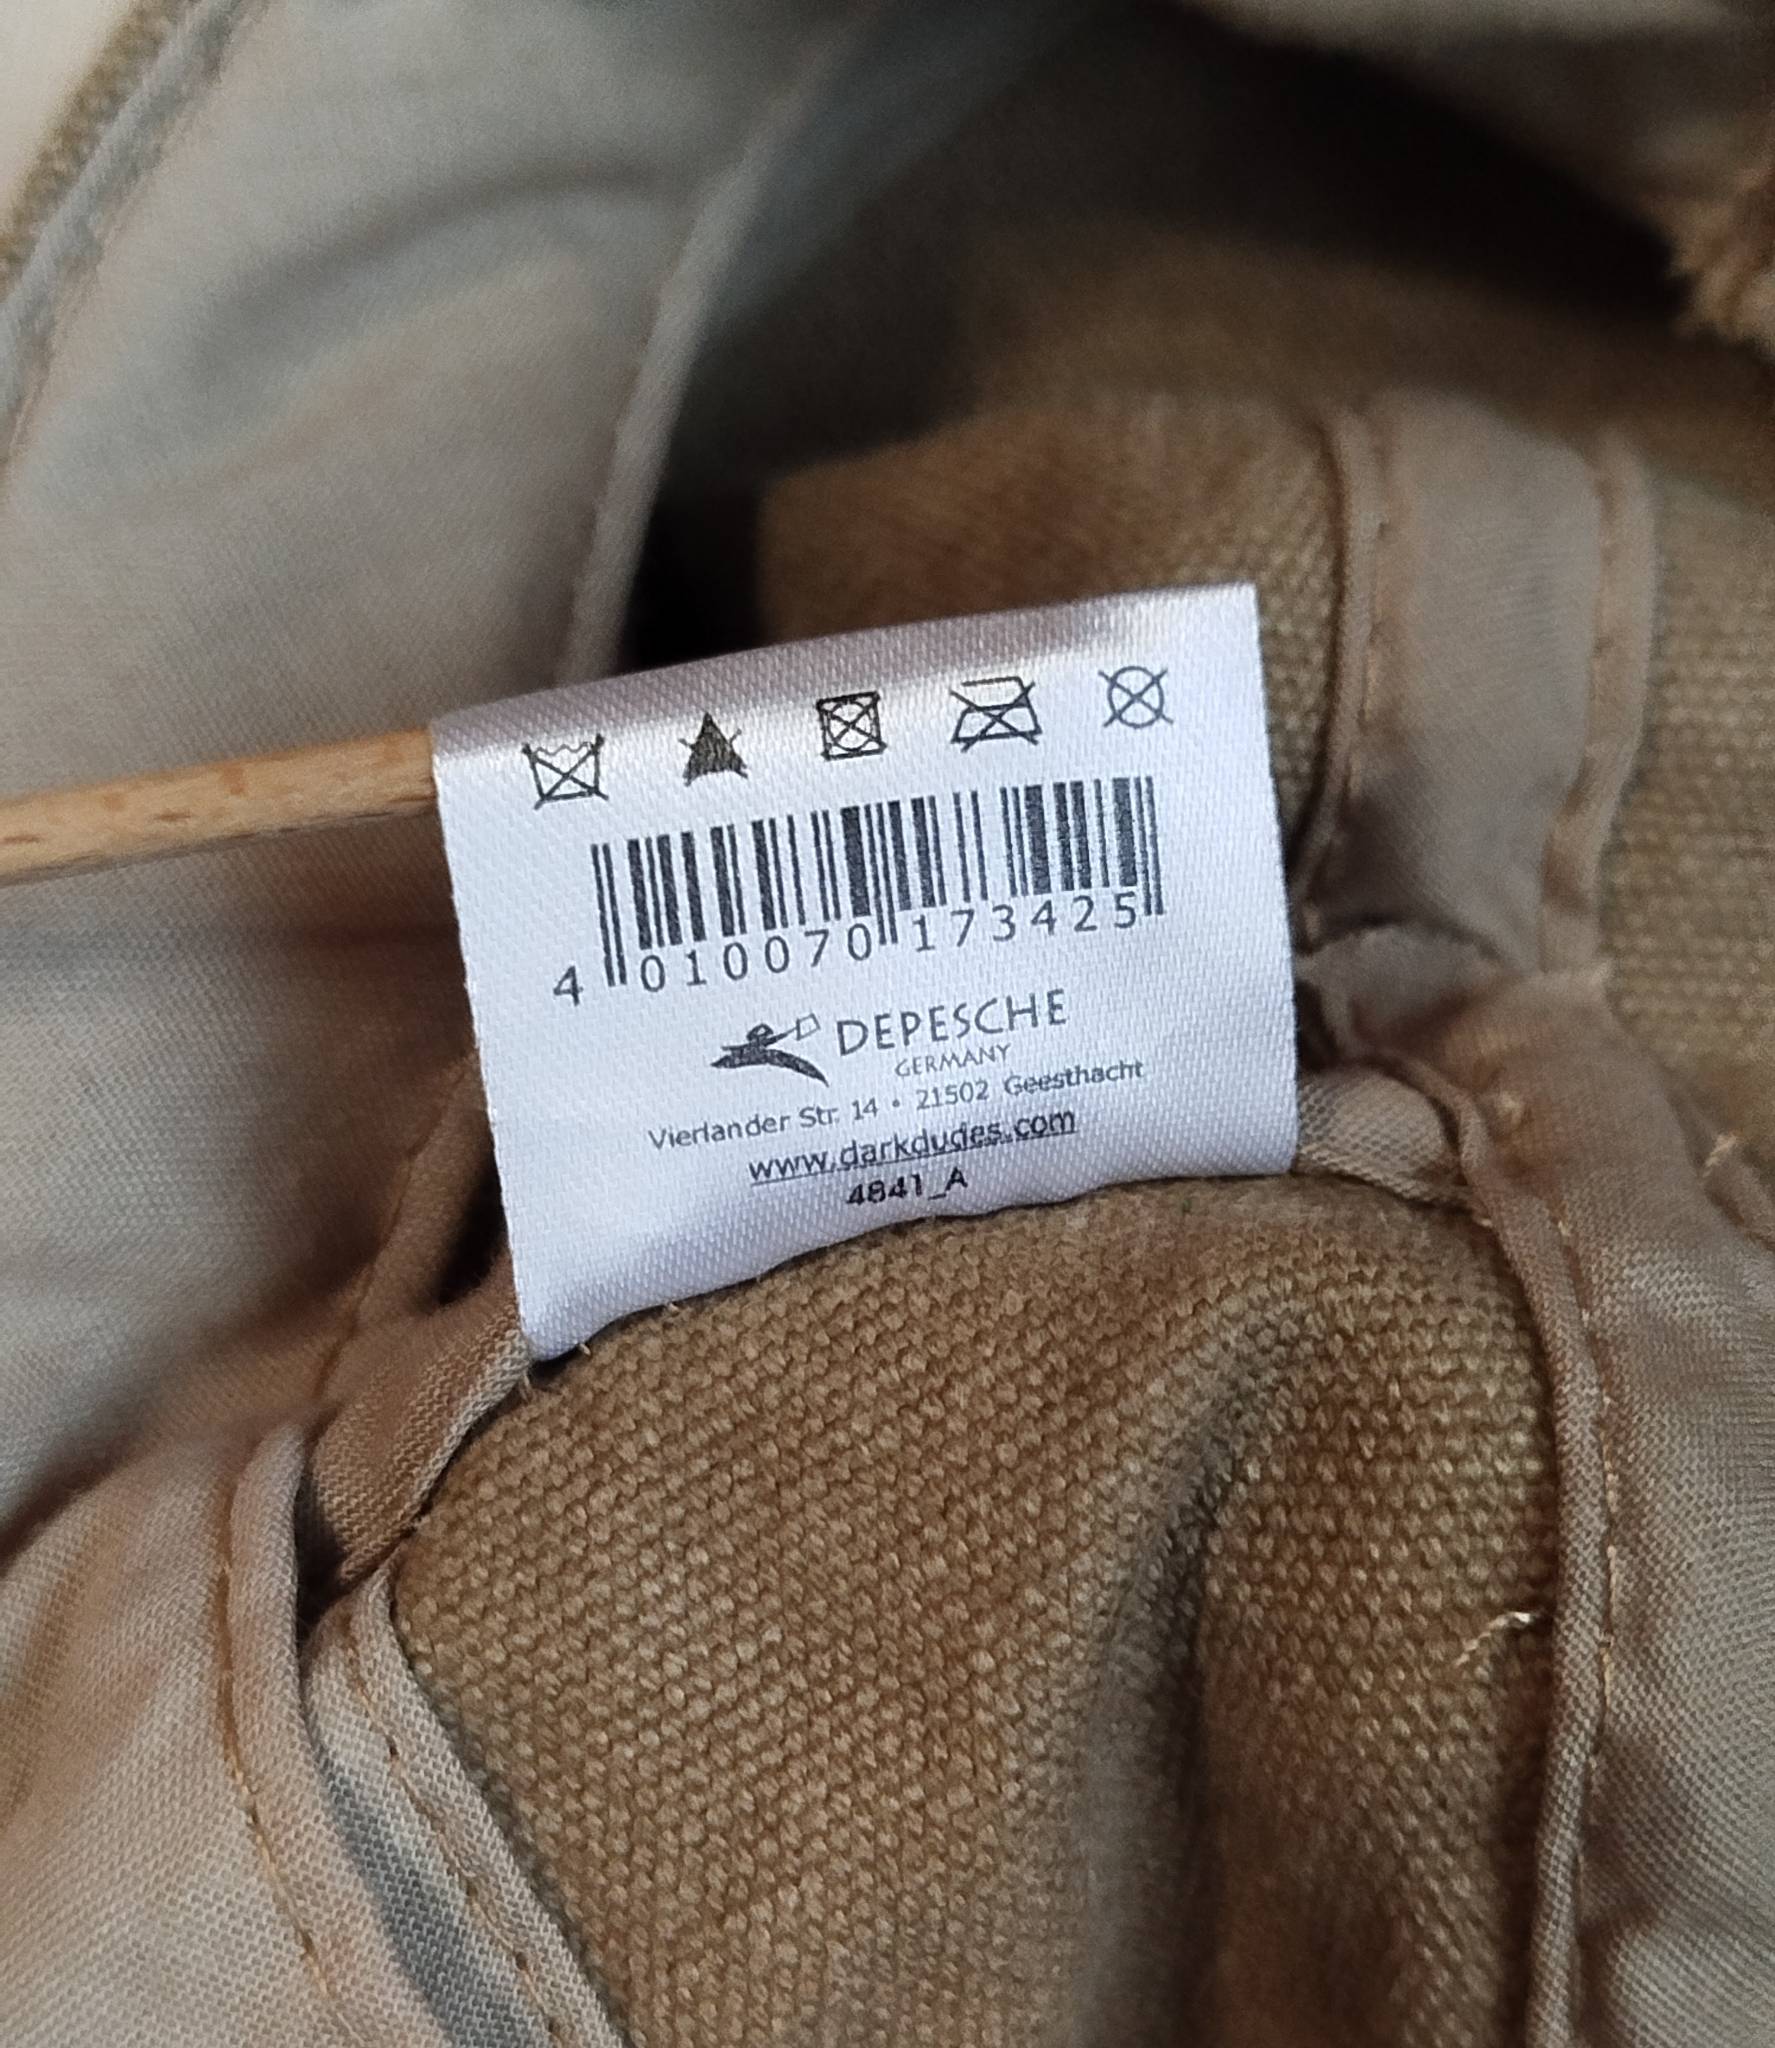 4 010070 173425
DEPESCHE
GERMANY
Vierlander Str. 14 • 21502 Geesthacht
www.darkdudes.com
4841_A